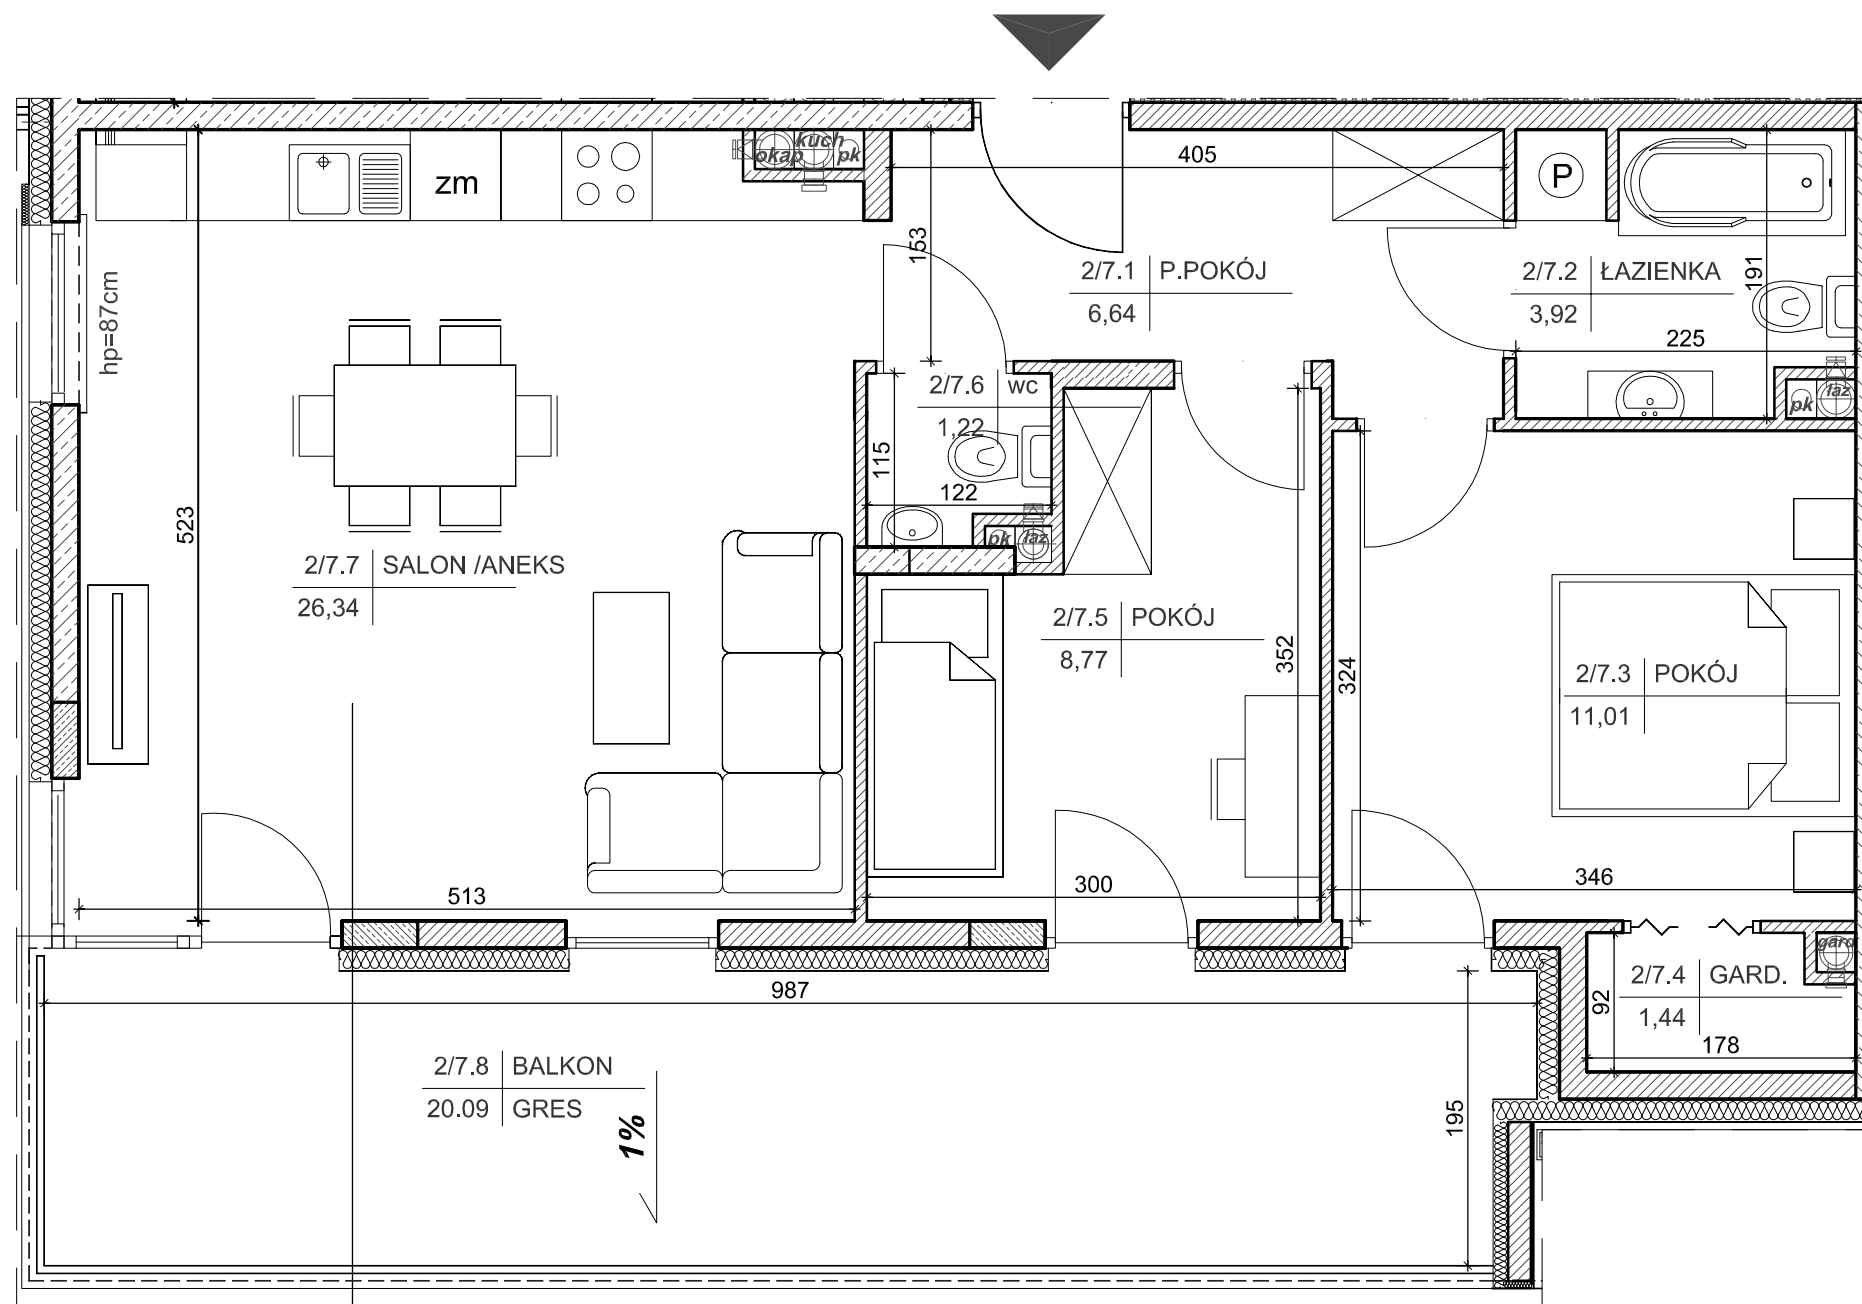 okap kuch pk
zm
405
P
153
hp=87cm
2/7.1 P.POKÓJ
6,64
2/7.2 ŁAZIENKA
3,92
191
225
pk łaz
2/7.6 wc
1,22
115
122
pk łaz
523
2/7.7 SALON /ANEKS
26,34
2/7.5 POKÓJ
8,77
352
324
2/7.3 POKÓJ
11,01
513
300
346
gard
2/7.4 GARD.
1,44
92
178
987
2/7.8 BALKON
20.09 GRES
1%
195